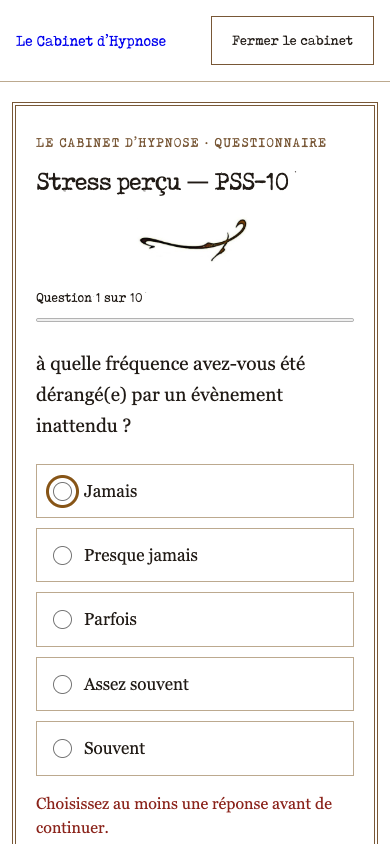 Le Cabinet d’Hypnose
Fermer le cabinet
LE CABINET D’HYPNOSE · QUESTIONNAIRE
Stress perçu — PSS-10
Question 1 sur 10
à quelle fréquence avez-vous été
dérangé(e) par un évènement
inattendu ?
Jamais
Presque jamais
Parfois
Assez souvent
Souvent
Choisissez au moins une réponse avant de
continuer.